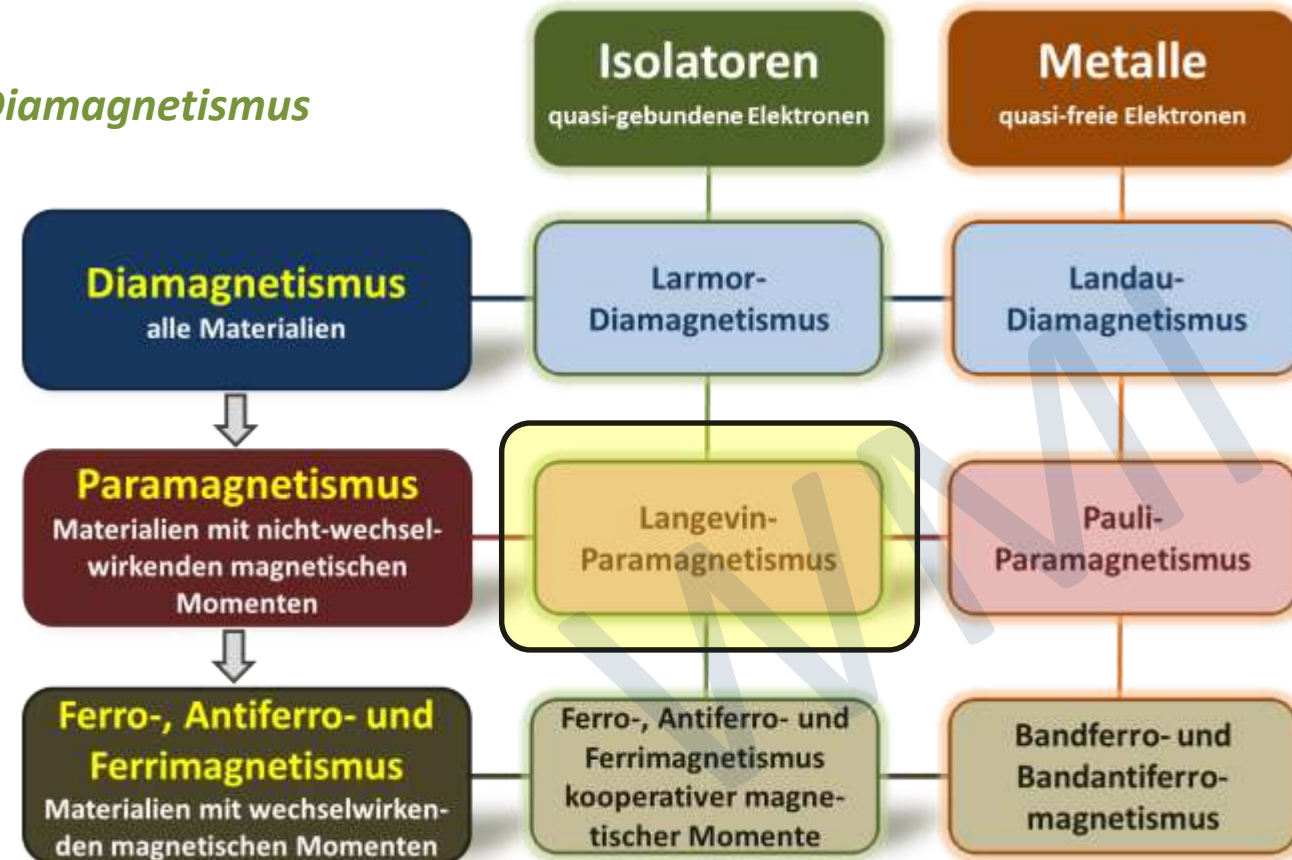 Diamagnetismus
Isolatoren
quasi-gebundene Elektronen
Metalle
quasi-freie Elektronen
Diamagnetismus
alle Materialien
Larmor-
Diamagnetismus
Landau-
Diamagnetismus
Paramagnetismus
Materialien mit nicht-wechsel-
wirkenden magnetischen
Momenten
Langevin-
Paramagnetismus
Pauli-
Paramagnetismus
Ferro-, Antiferro- und
Ferrimagnetismus
Materialien mit wechselwirken-
den magnetischen Momenten
Ferro-, Antiferro- und
Ferrimagnetismus
kooperativer magne-
tischer Momente
Bandferro- und
Bandantiferro-
magnetismus
WMI